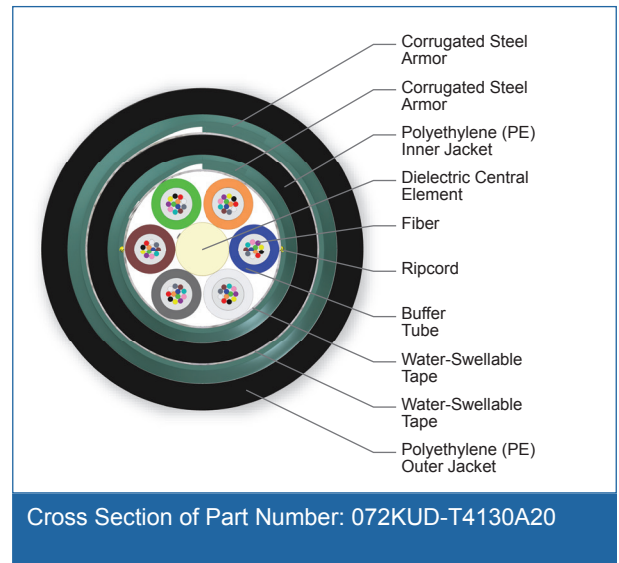 Corrugated Steel
Armor
Corrugated Steel
Armor
Polyethylene (PE)
Inner Jacket
Dielectric Central
Element
Fiber
Ripcord
Buffer
Tube
Water-Swellable
Tape
Water-Swellable
Tape
Polyethylene (PE)
Outer Jacket
Cross Section of Part Number: 072KUD-T4130A20